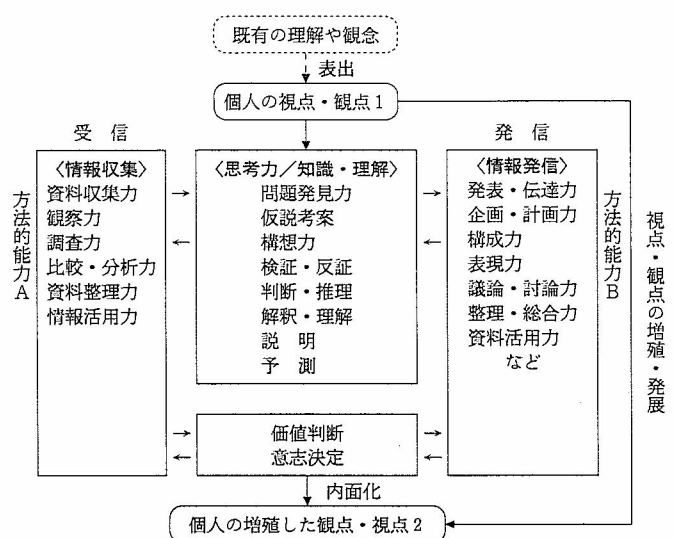 既有の理解や観念
表出
個人の視点・観点1
受 信
発 信
方法的能力A
〈情報収集〉
資料収集力
観察力
調査力
比較・分析力
資料整理力
情報活用力
〈思考力／知識・理解〉
問題発見力
仮説考案
構想力
検証・反証
判断・推理
解釈・理解
説 明
予 測
〈情報発信〉
発表・伝達力
企画・計画力
構成力
表現力
議論・討論力
整理・総合力
資料活用力
など
方法的能力B
視点・観点の増殖・発展
価値判断
意志決定
内面化
個人の増殖した観点・視点2